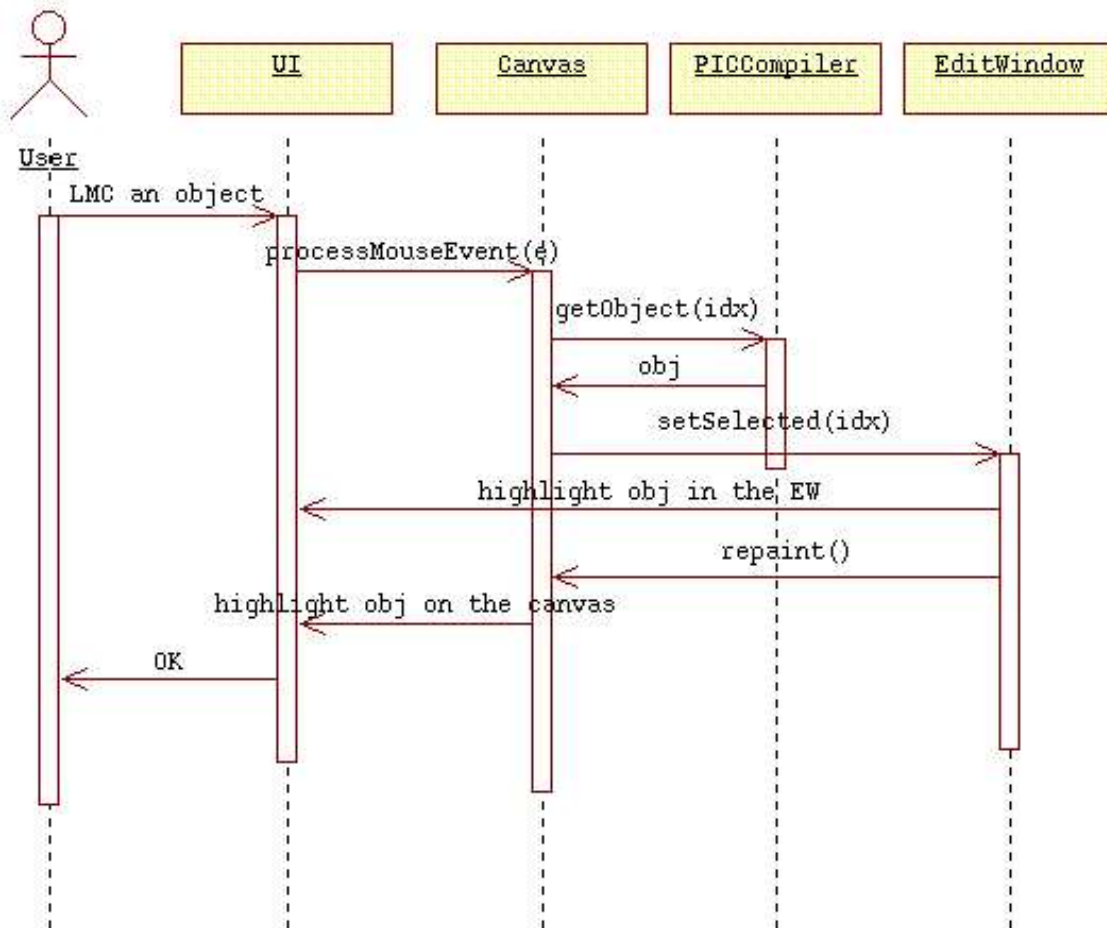 UI
Canvas
PICCompiler
EditWindow
User
LMC an object
processMouseEvent(e)
getObject(idx)
obj
setSelected(idx)
highlight obj in the EW
repaint()
highlight obj on the canvas
OK